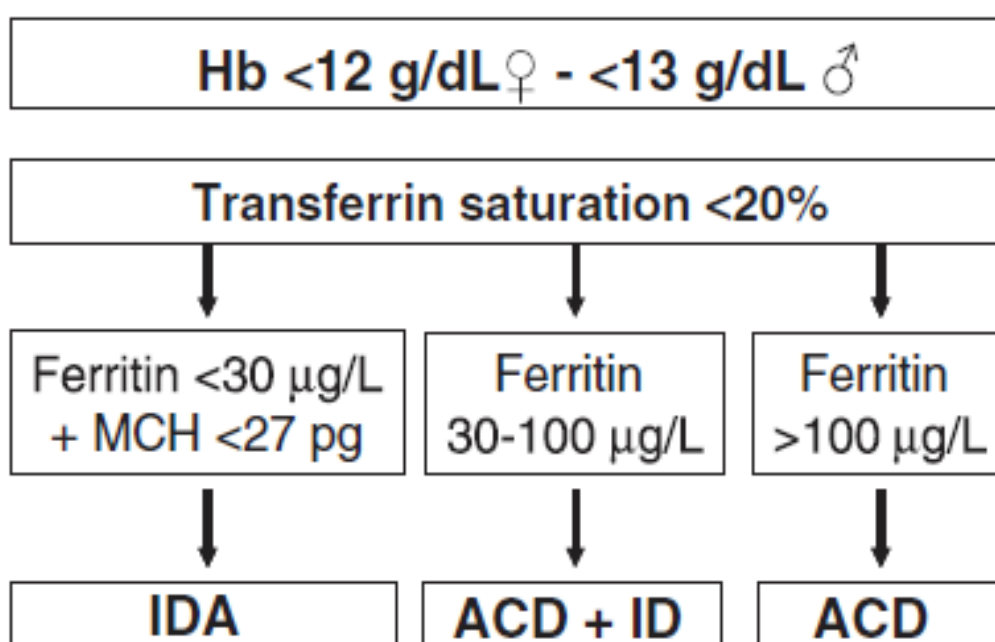 Hb <12 g/dL♀ - <13 g/dL ♂
Transferrin saturation <20%
Ferritin <30 μg/L
+ MCH <27 pg
Ferritin
30-100 μg/L
Ferritin
>100 μg/L
IDA
ACD + ID
ACD